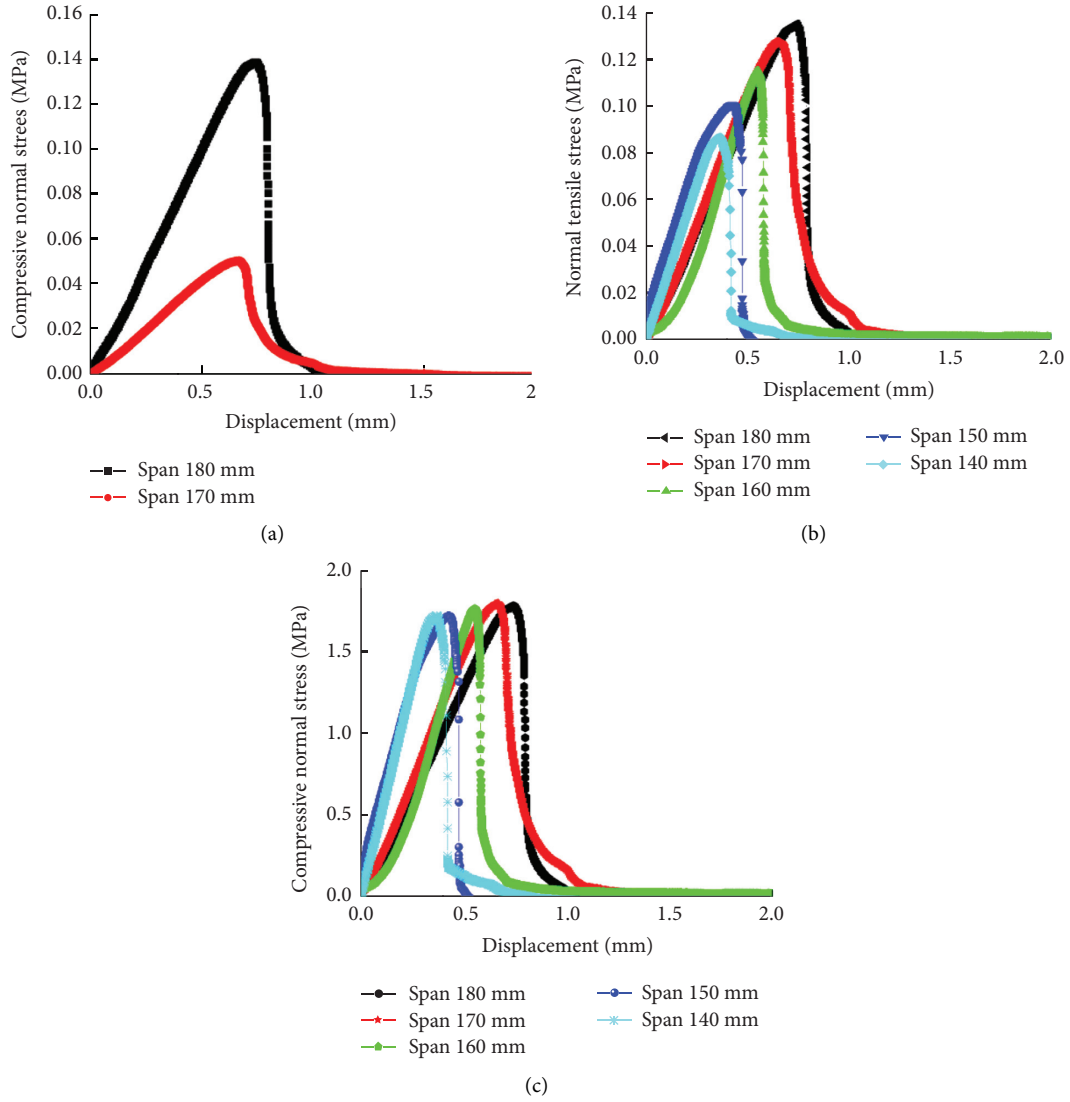 0.16
0.14
0.12
0.10
0.08
0.06
0.04
0.02
0.00
Compressive normal strees (MPa)
0.0 0.5 1.0 1.5 2
Displacement (mm)
Span 180 mm
Span 170 mm
(a)
0.14
0.12
0.10
0.08
0.06
0.04
0.02
0.00
Normal tensile strees (MPa)
0.0 0.5 1.0 1.5 2.0
Displacement (mm)
Span 180 mm Span 150 mm
Span 170 mm Span 140 mm
Span 160 mm
(b)
2.0
1.5
1.0
0.5
0.0
Compressive normal stress (MPa)
0.0 0.5 1.0 1.5 2.0
Displacement (mm)
Span 180 mm Span 150 mm
Span 170 mm Span 140 mm
Span 160 mm
(c)